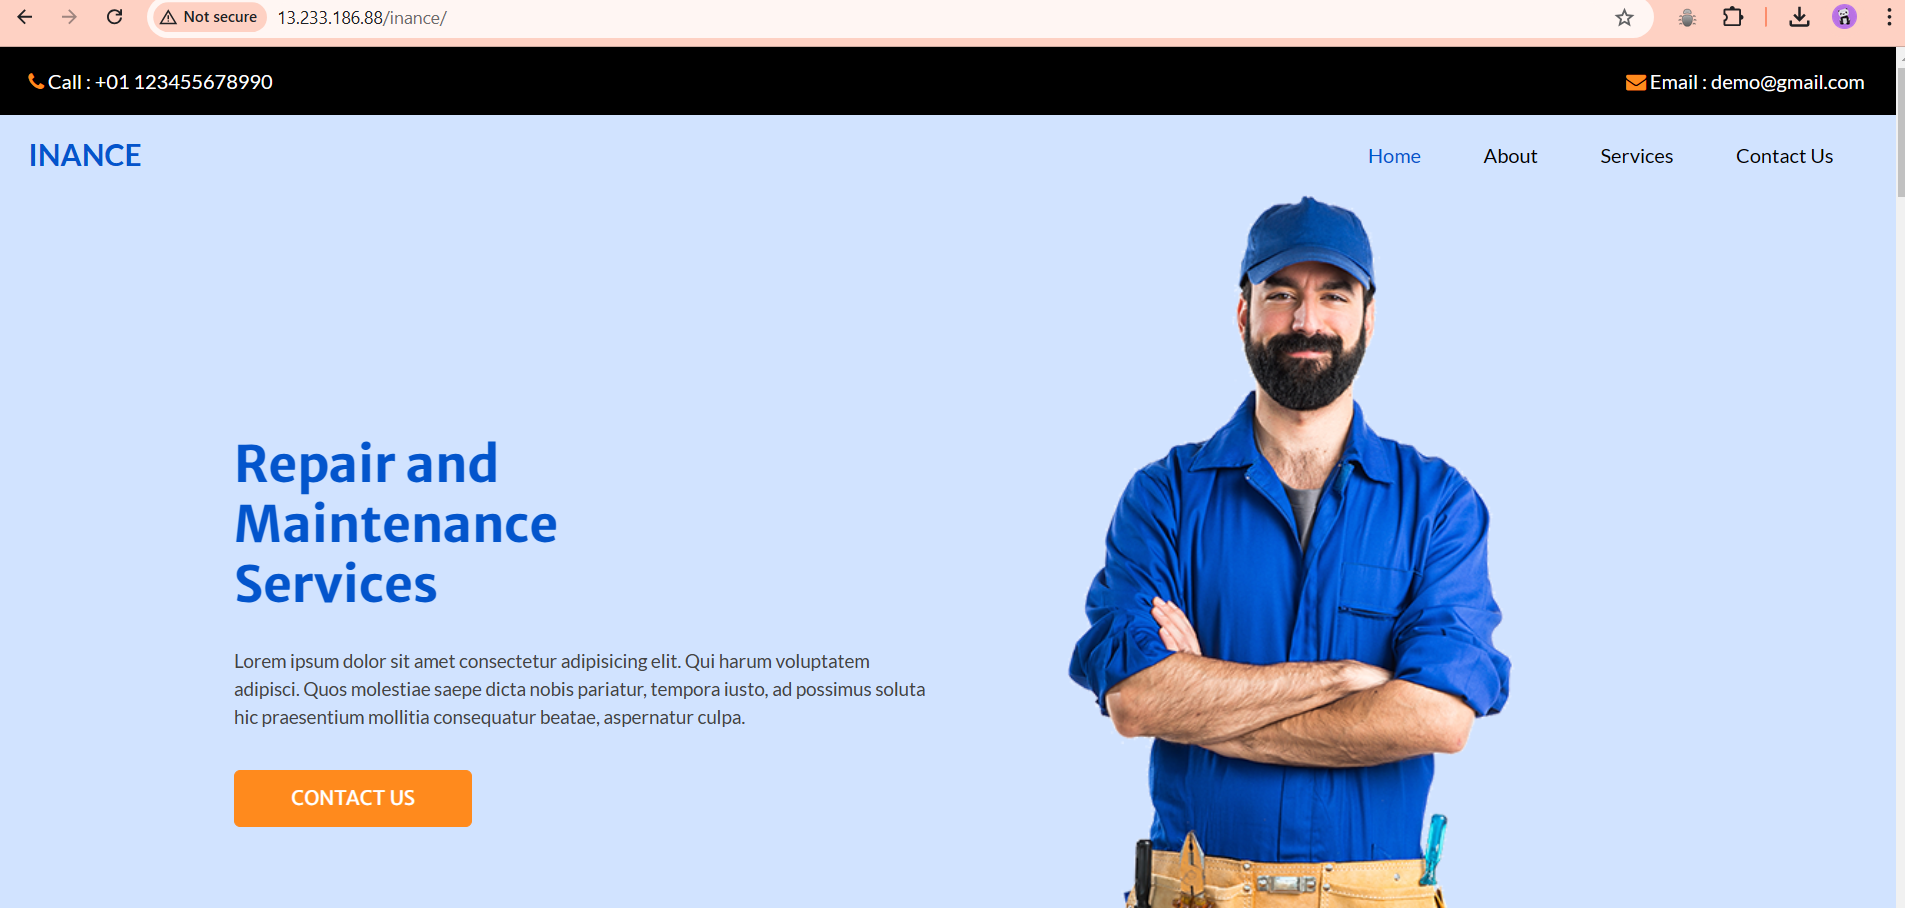 Not secure
13.233.186.88/inance/
Call : +01 123455678990
Email : demo@gmail.com
INANCE
Home
About
Services
Contact Us
Repair and
Maintenance
Services
Lorem ipsum dolor sit amet consectetur adipisicing elit. Qui harum voluptatem
adipisci. Quos molestiae saepe dicta nobis pariatur, tempora iusto, ad possimus soluta
hic praesentium mollitia consequatur beatae, aspernatur culpa.
CONTACT US